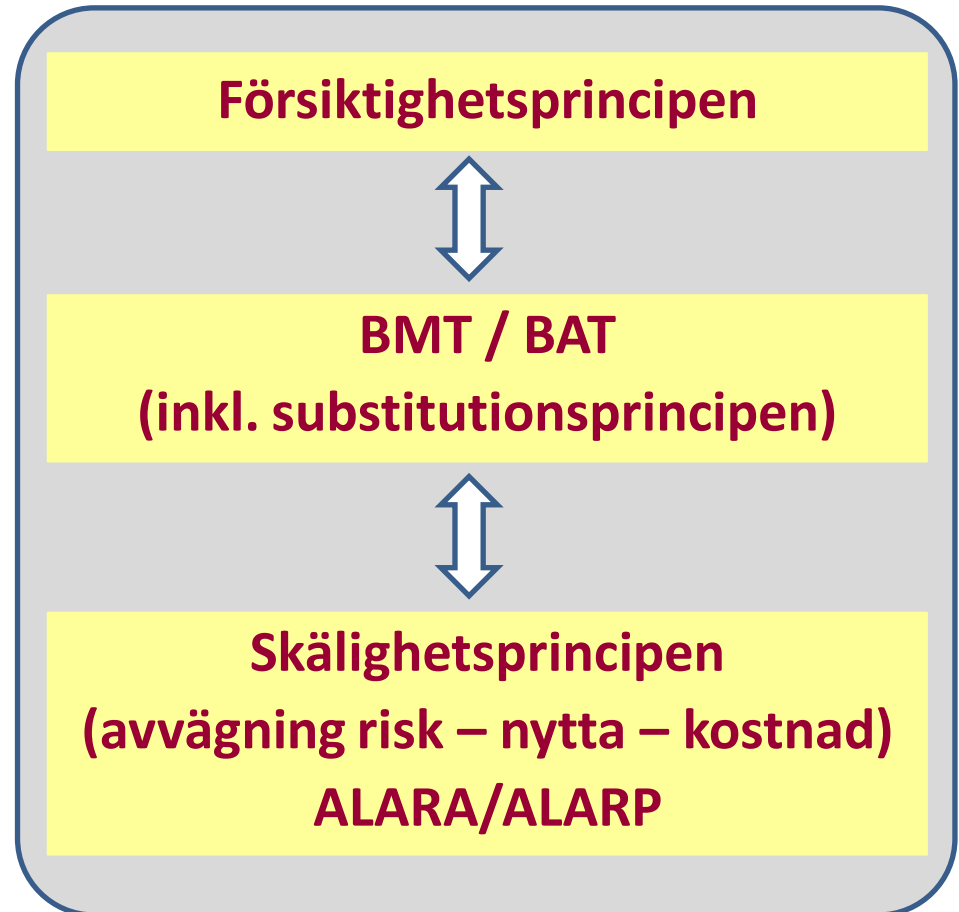 Försiktighetsprincipen
BMT / BAT
(inkl. substitutionsprincipen)
Skälighetsprincipen
(avvägning risk – nytta – kostnad)
ALARA/ALARP